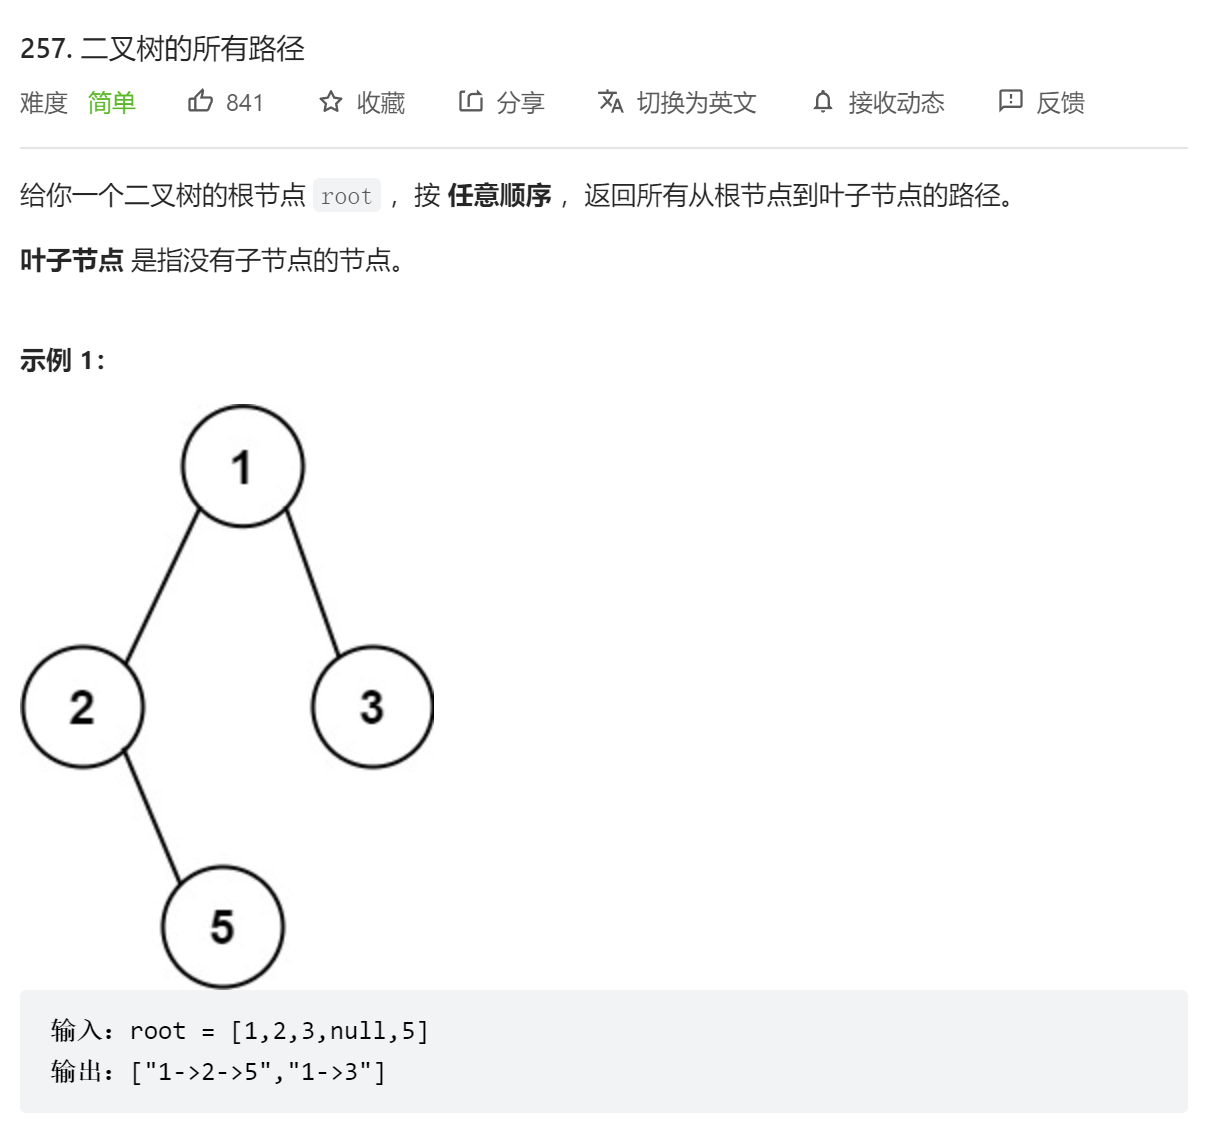 257. 二叉树的所有路径
难度 简单 841 收藏 分享 切换为英文 接收动态 反馈
给你一个二叉树的根节点 root ，按 任意顺序 ，返回所有从根节点到叶子节点的路径。
叶子节点 是指没有子节点的节点。
示例 1：
1
2 3
5
输入：root = [1,2,3,null,5]
输出：["1->2->5","1->3"]